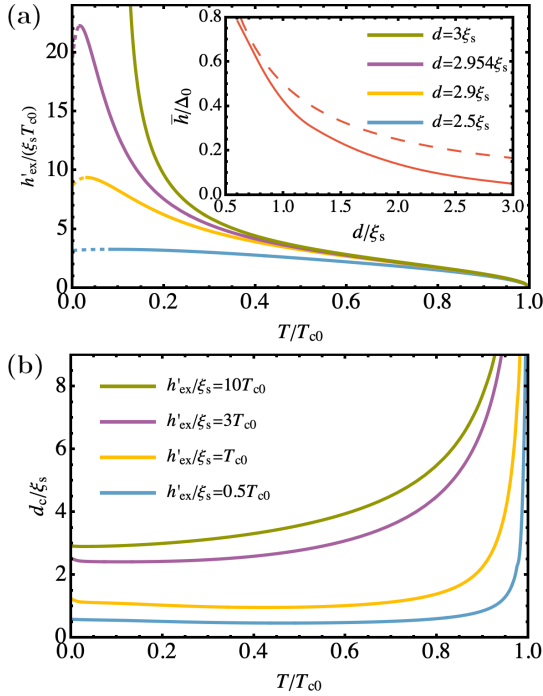 (a)
h'ex/(ξsTc0)
20
15
10
5
0
0.0 0.2 0.4 0.6 0.8 1.0
T/Tc0
h̅/Δ0
0.8
0.6
0.4
0.2
0.0
0.5 1.0 1.5 2.0 2.5 3.0
d/ξs
d=3ξs
d=2.954ξs
d=2.9ξs
d=2.5ξs
(b)
dc/ξs
8
6
4
2
0
0.0 0.2 0.4 0.6 0.8 1.0
T/Tc0
h'ex/ξs=10Tc0
h'ex/ξs=3Tc0
h'ex/ξs=Tc0
h'ex/ξs=0.5Tc0